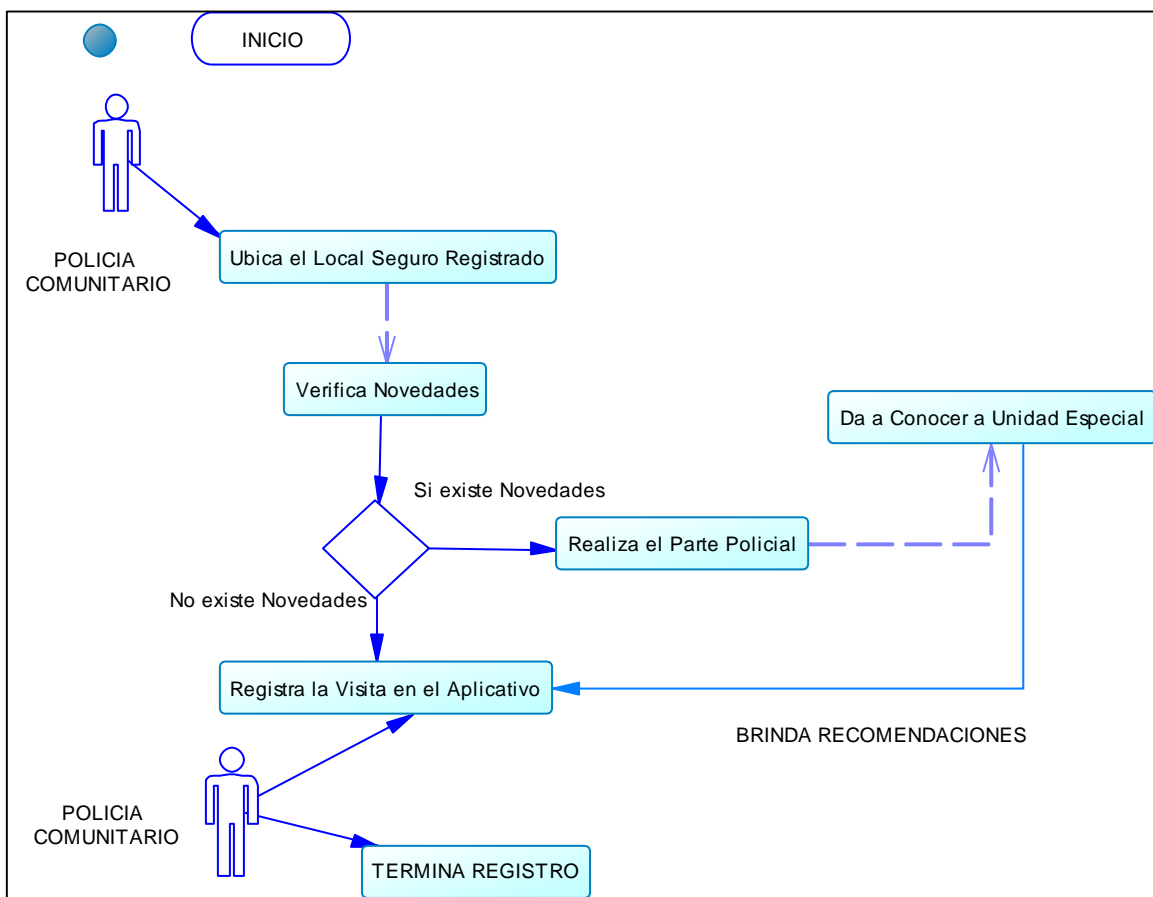 INICIO
POLICIA
COMUNITARIO
Ubica el Local Seguro Registrado
Verifica Novedades
Da a Conocer a Unidad Especial
Si existe Novedades
Realiza el Parte Policial
No existe Novedades
Registra la Visita en el Aplicativo
BRINDA RECOMENDACIONES
POLICIA
COMUNITARIO
TERMINA REGISTRO